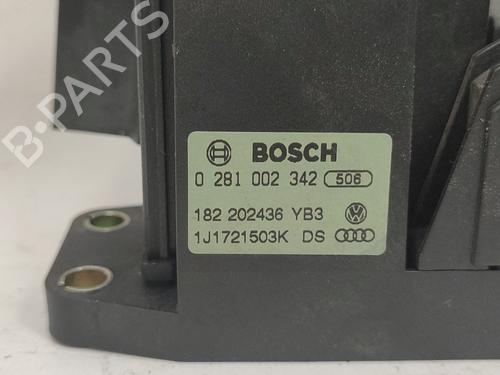 B-PARTS
BOSCH
0 281 002 342 506
182 202436 YB3
1J1721503K DS